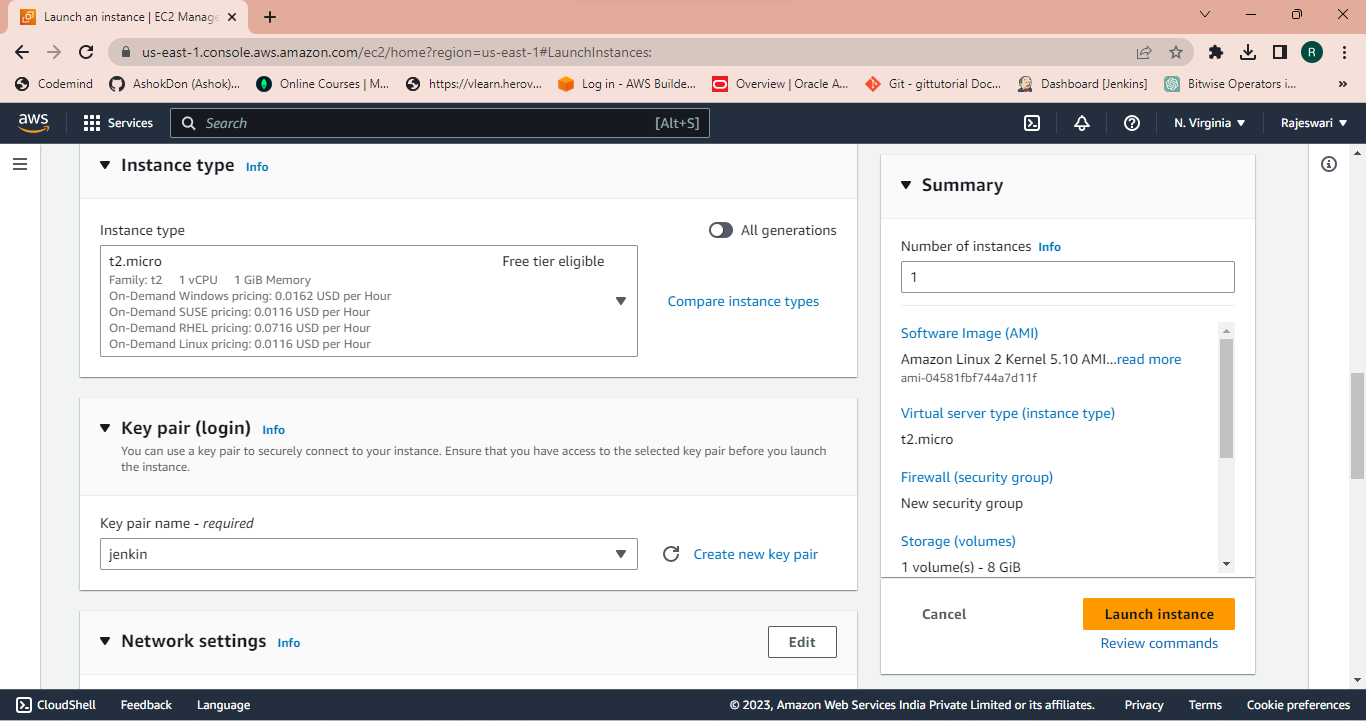 Launch an instance | EC2 Manage
us-east-1.console.aws.amazon.com/ec2/home?region=us-east-1#LaunchInstances:
R
Codemind
AshokDon (Ashok)...
Online Courses | M...
https://vlearn.herov...
Log in - AWS Builde...
Overview | Oracle A...
Git - gittutorial Doc...
Dashboard [Jenkins]
Bitwise Operators i...
»
aws
Services
Search
[Alt+S]
N. Virginia
Rajeswari
Instance type Info
Instance type
All generations
t2.micro
Free tier eligible
Family: t2 1 vCPU 1 GiB Memory
On-Demand Windows pricing: 0.0162 USD per Hour
On-Demand SUSE pricing: 0.0116 USD per Hour
On-Demand RHEL pricing: 0.0716 USD per Hour
On-Demand Linux pricing: 0.0116 USD per Hour
Compare instance types
Key pair (login) Info
You can use a key pair to securely connect to your instance. Ensure that you have access to the selected key pair before you launch
the instance.
Key pair name - required
jenkin
Create new key pair
Network settings Info
Edit
Summary
Number of instances Info
1
Software Image (AMI)
Amazon Linux 2 Kernel 5.10 AMI...read more
ami-04581fbf744a7d11f
Virtual server type (instance type)
t2.micro
Firewall (security group)
New security group
Storage (volumes)
1 volume(s) - 8 GiB
Cancel
Launch instance
Review commands
CloudShell
Feedback
Language
© 2023, Amazon Web Services India Private Limited or its affiliates.
Privacy
Terms
Cookie preferences